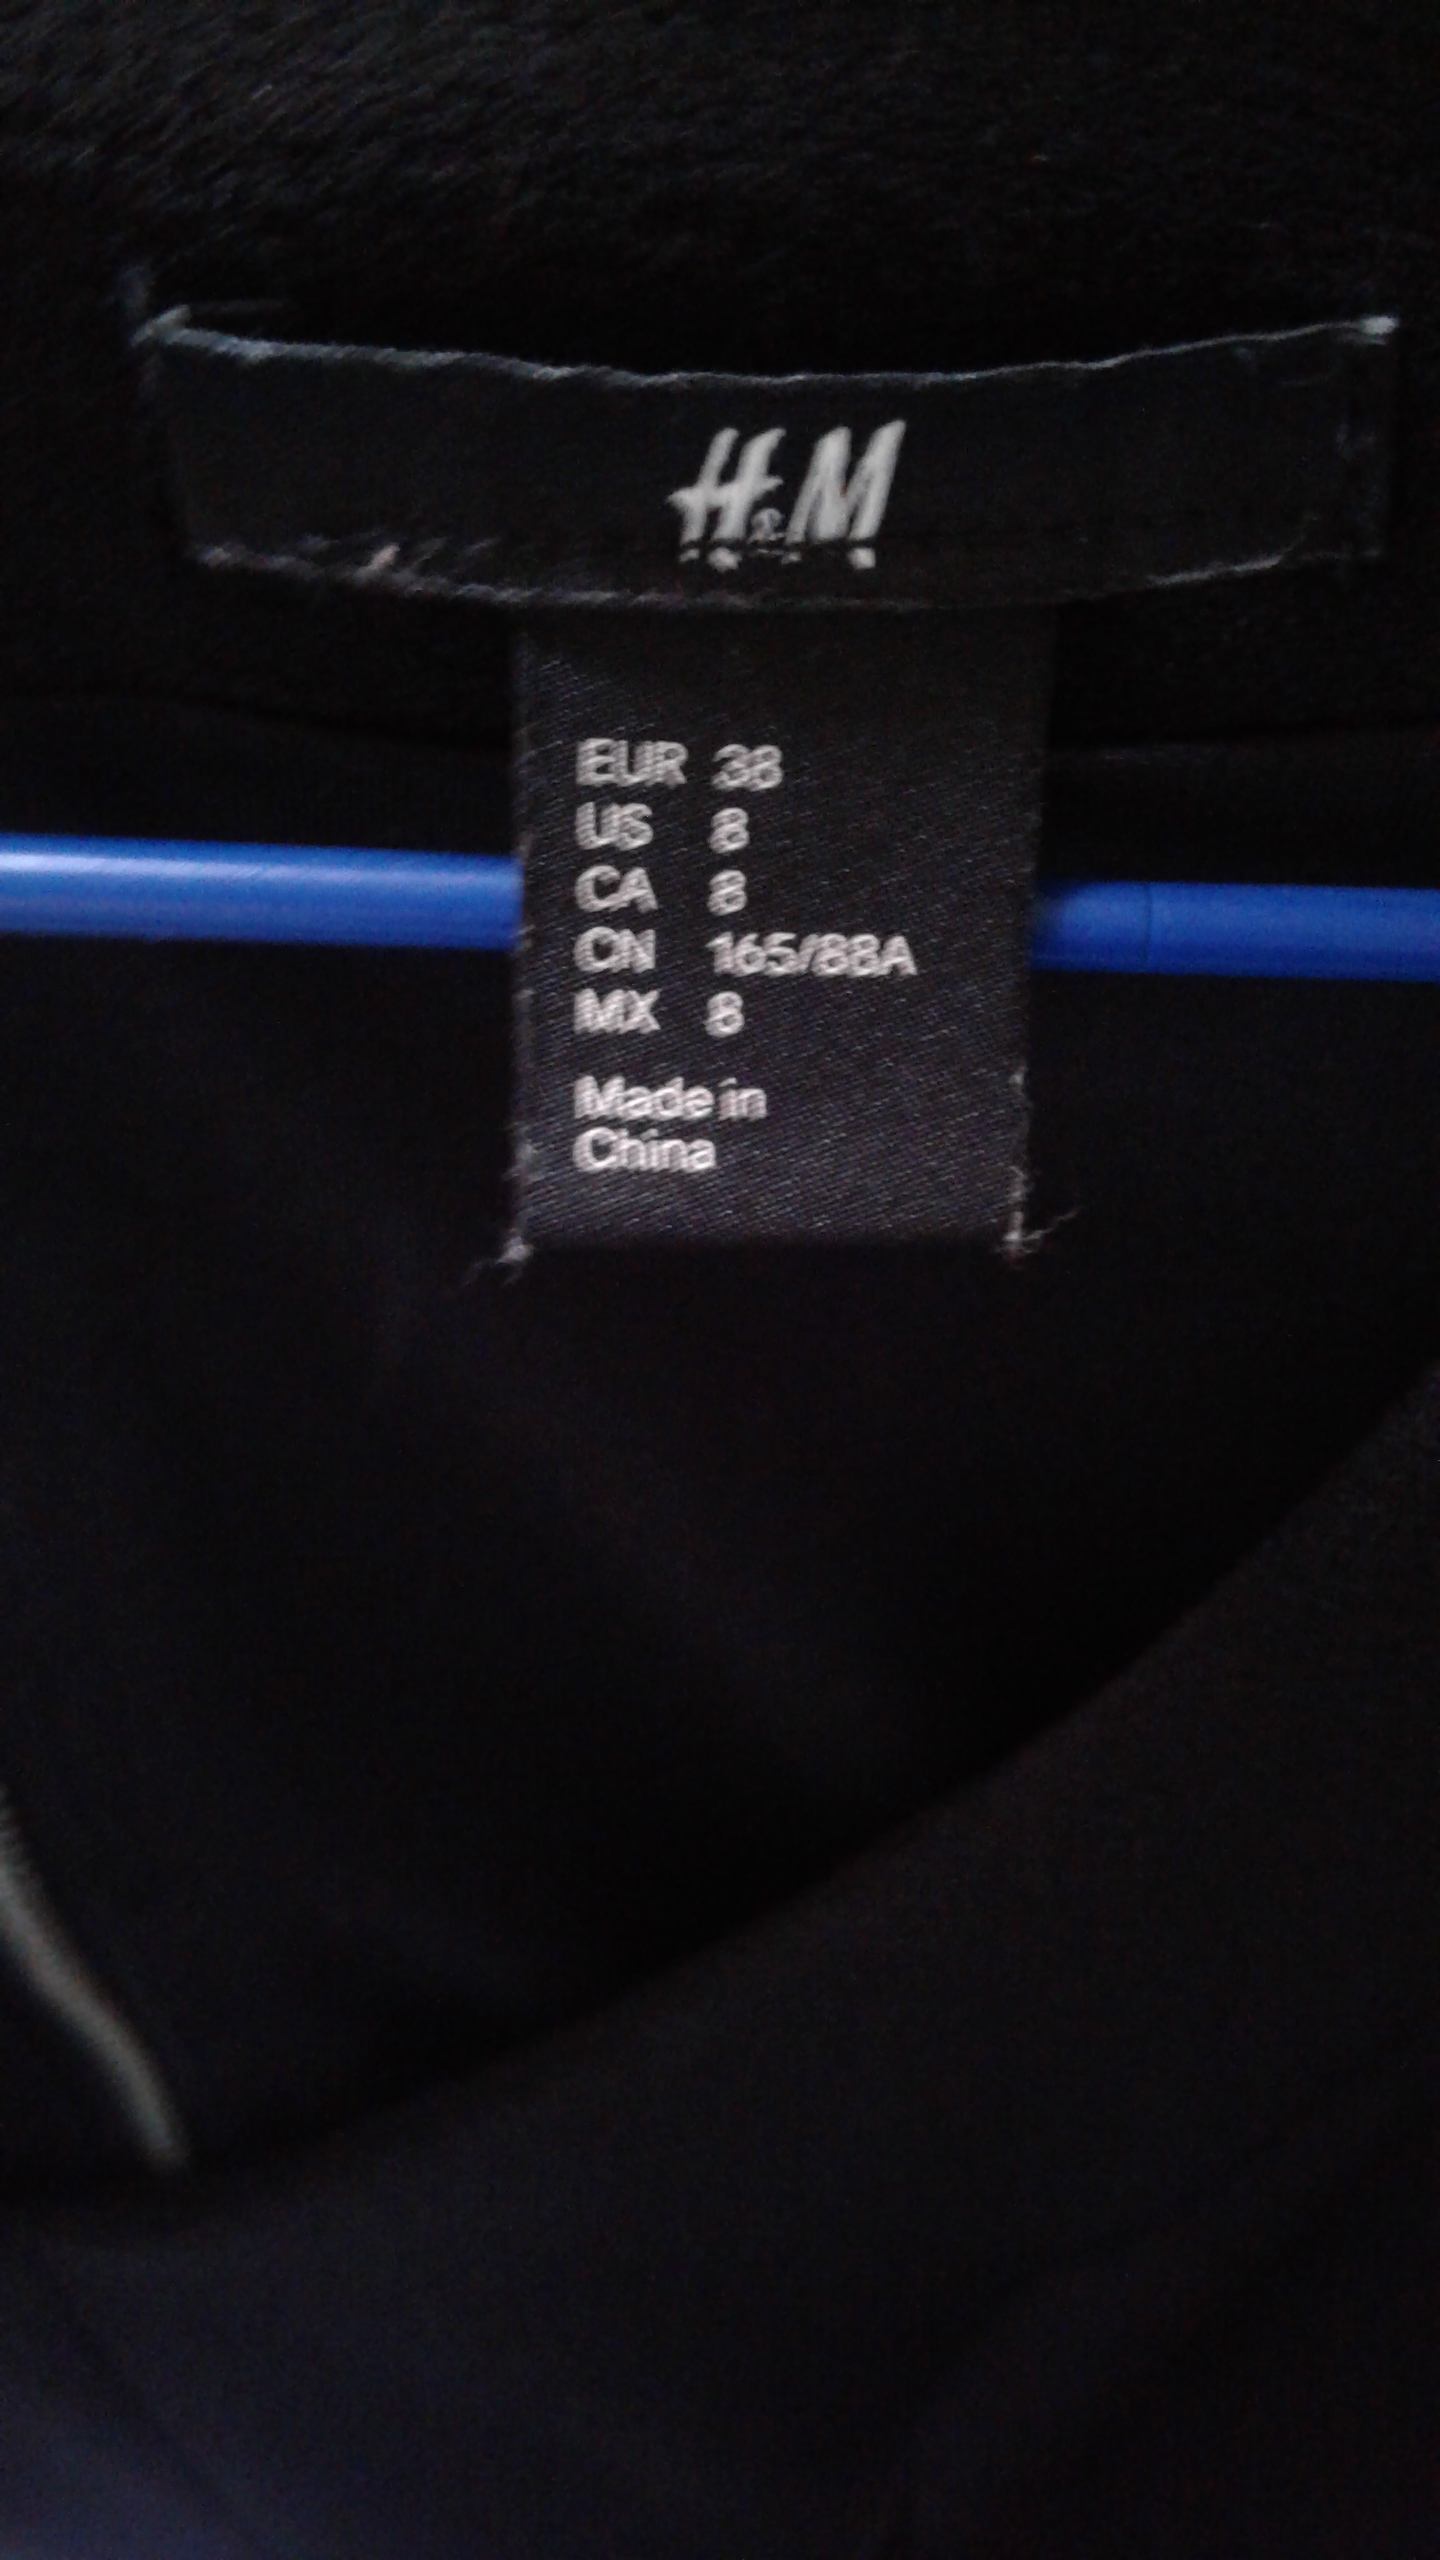 H&M
EUR 38
US 8
CA 8
CN 165/88A
MX 8
Made in
China